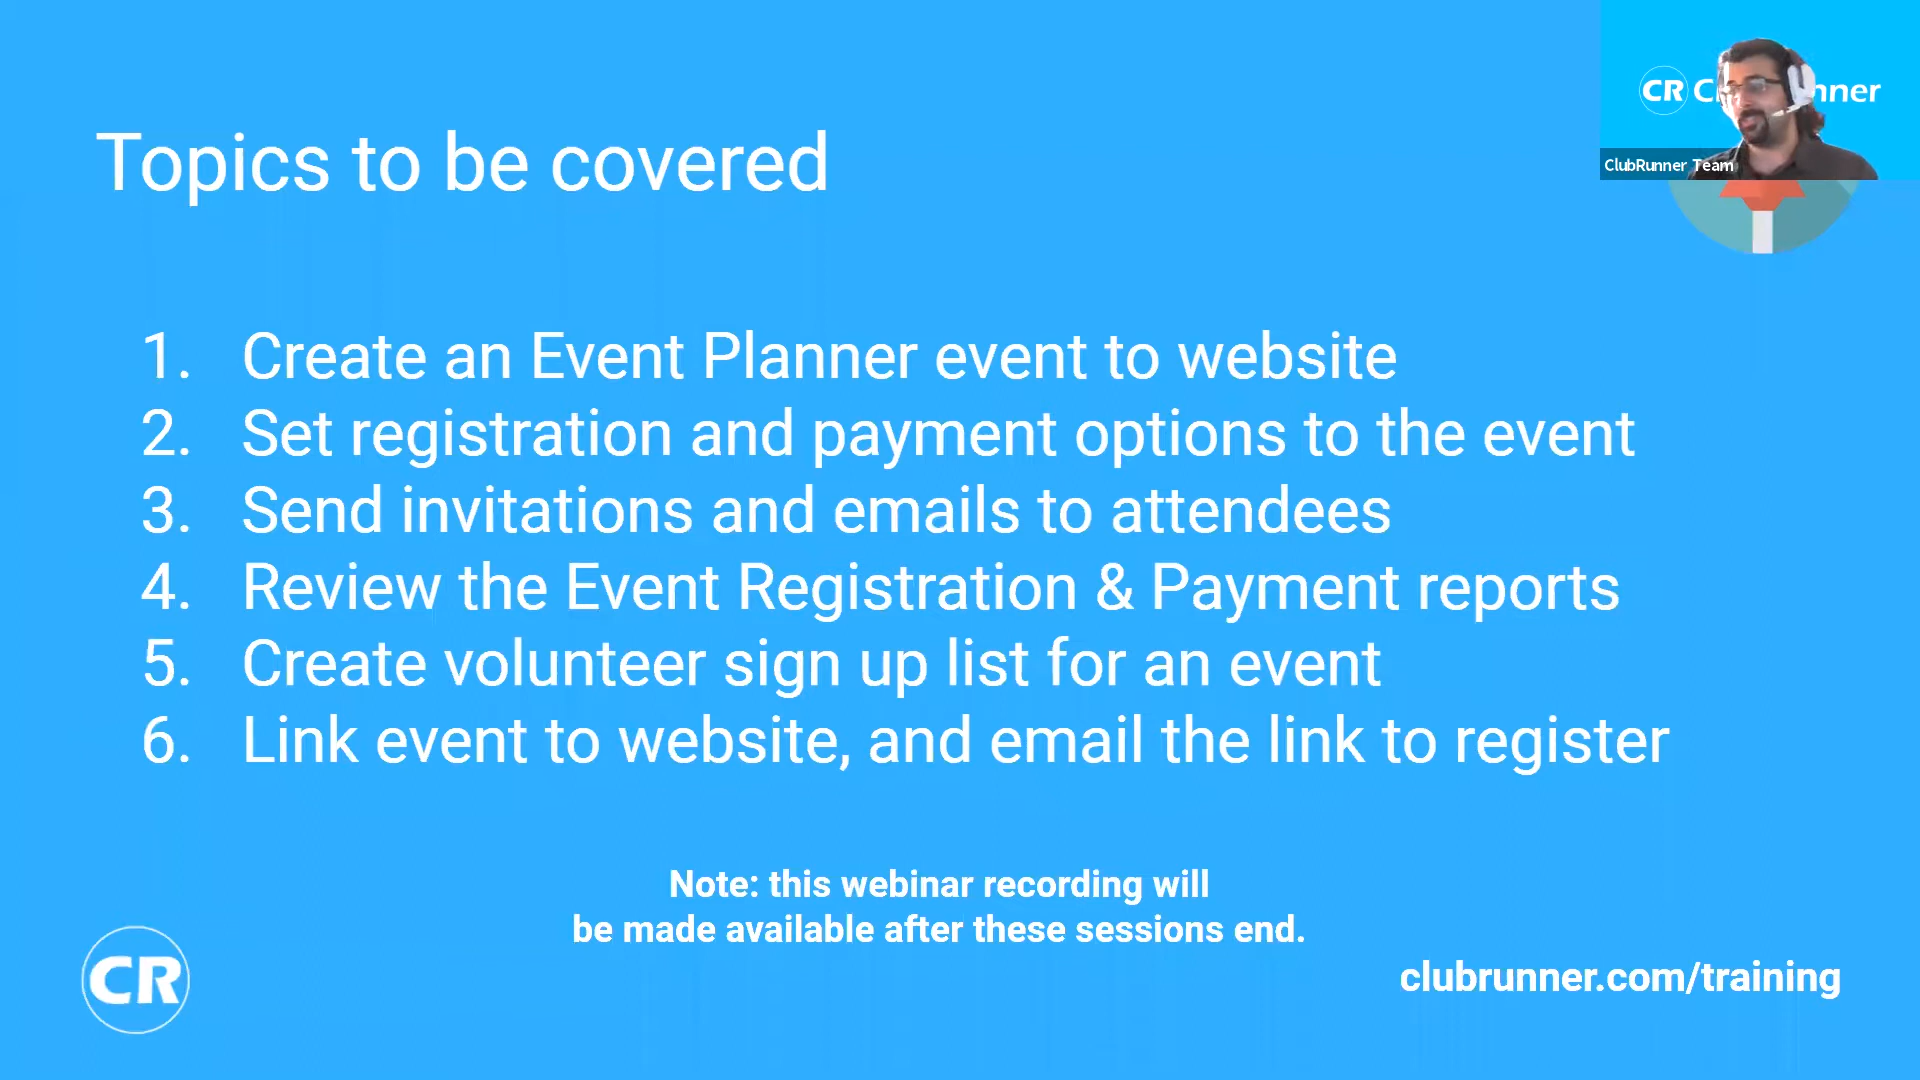 Topics to be covered
CR C nner
ClubRunner Team
1. Create an Event Planner event to website
2. Set registration and payment options to the event
3. Send invitations and emails to attendees
4. Review the Event Registration & Payment reports
5. Create volunteer sign up list for an event
6. Link event to website, and email the link to register
Note: this webinar recording will
be made available after these sessions end.
clubrunner.com/training
CR